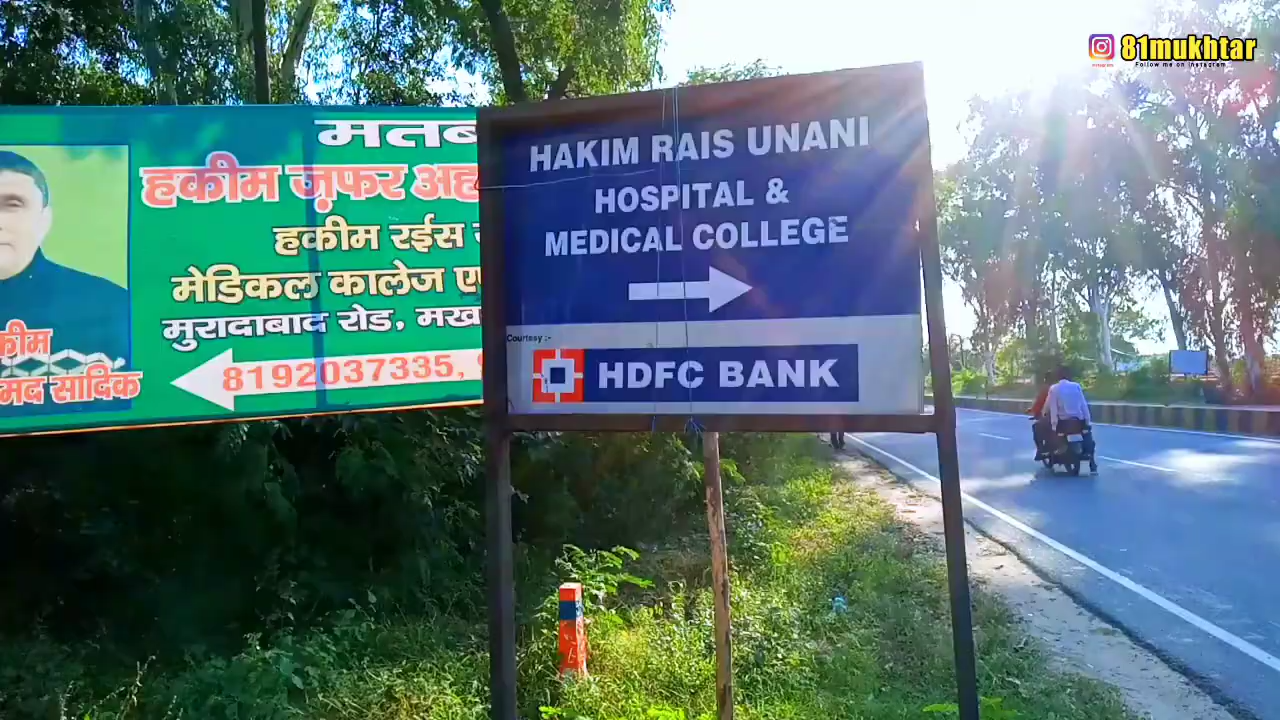 81mukhtar
Follow me on Instagram
मतब
हकीम ज़फर अह
हकीम रईस
मेडिकल कालेज ए
मुरादाबाद रोड, मख
8192037335,
कीम
मद सादिक
HAKIM RAIS UNANI
HOSPITAL &
MEDICAL COLLEGE
Courtesy :-
HDFC BANK